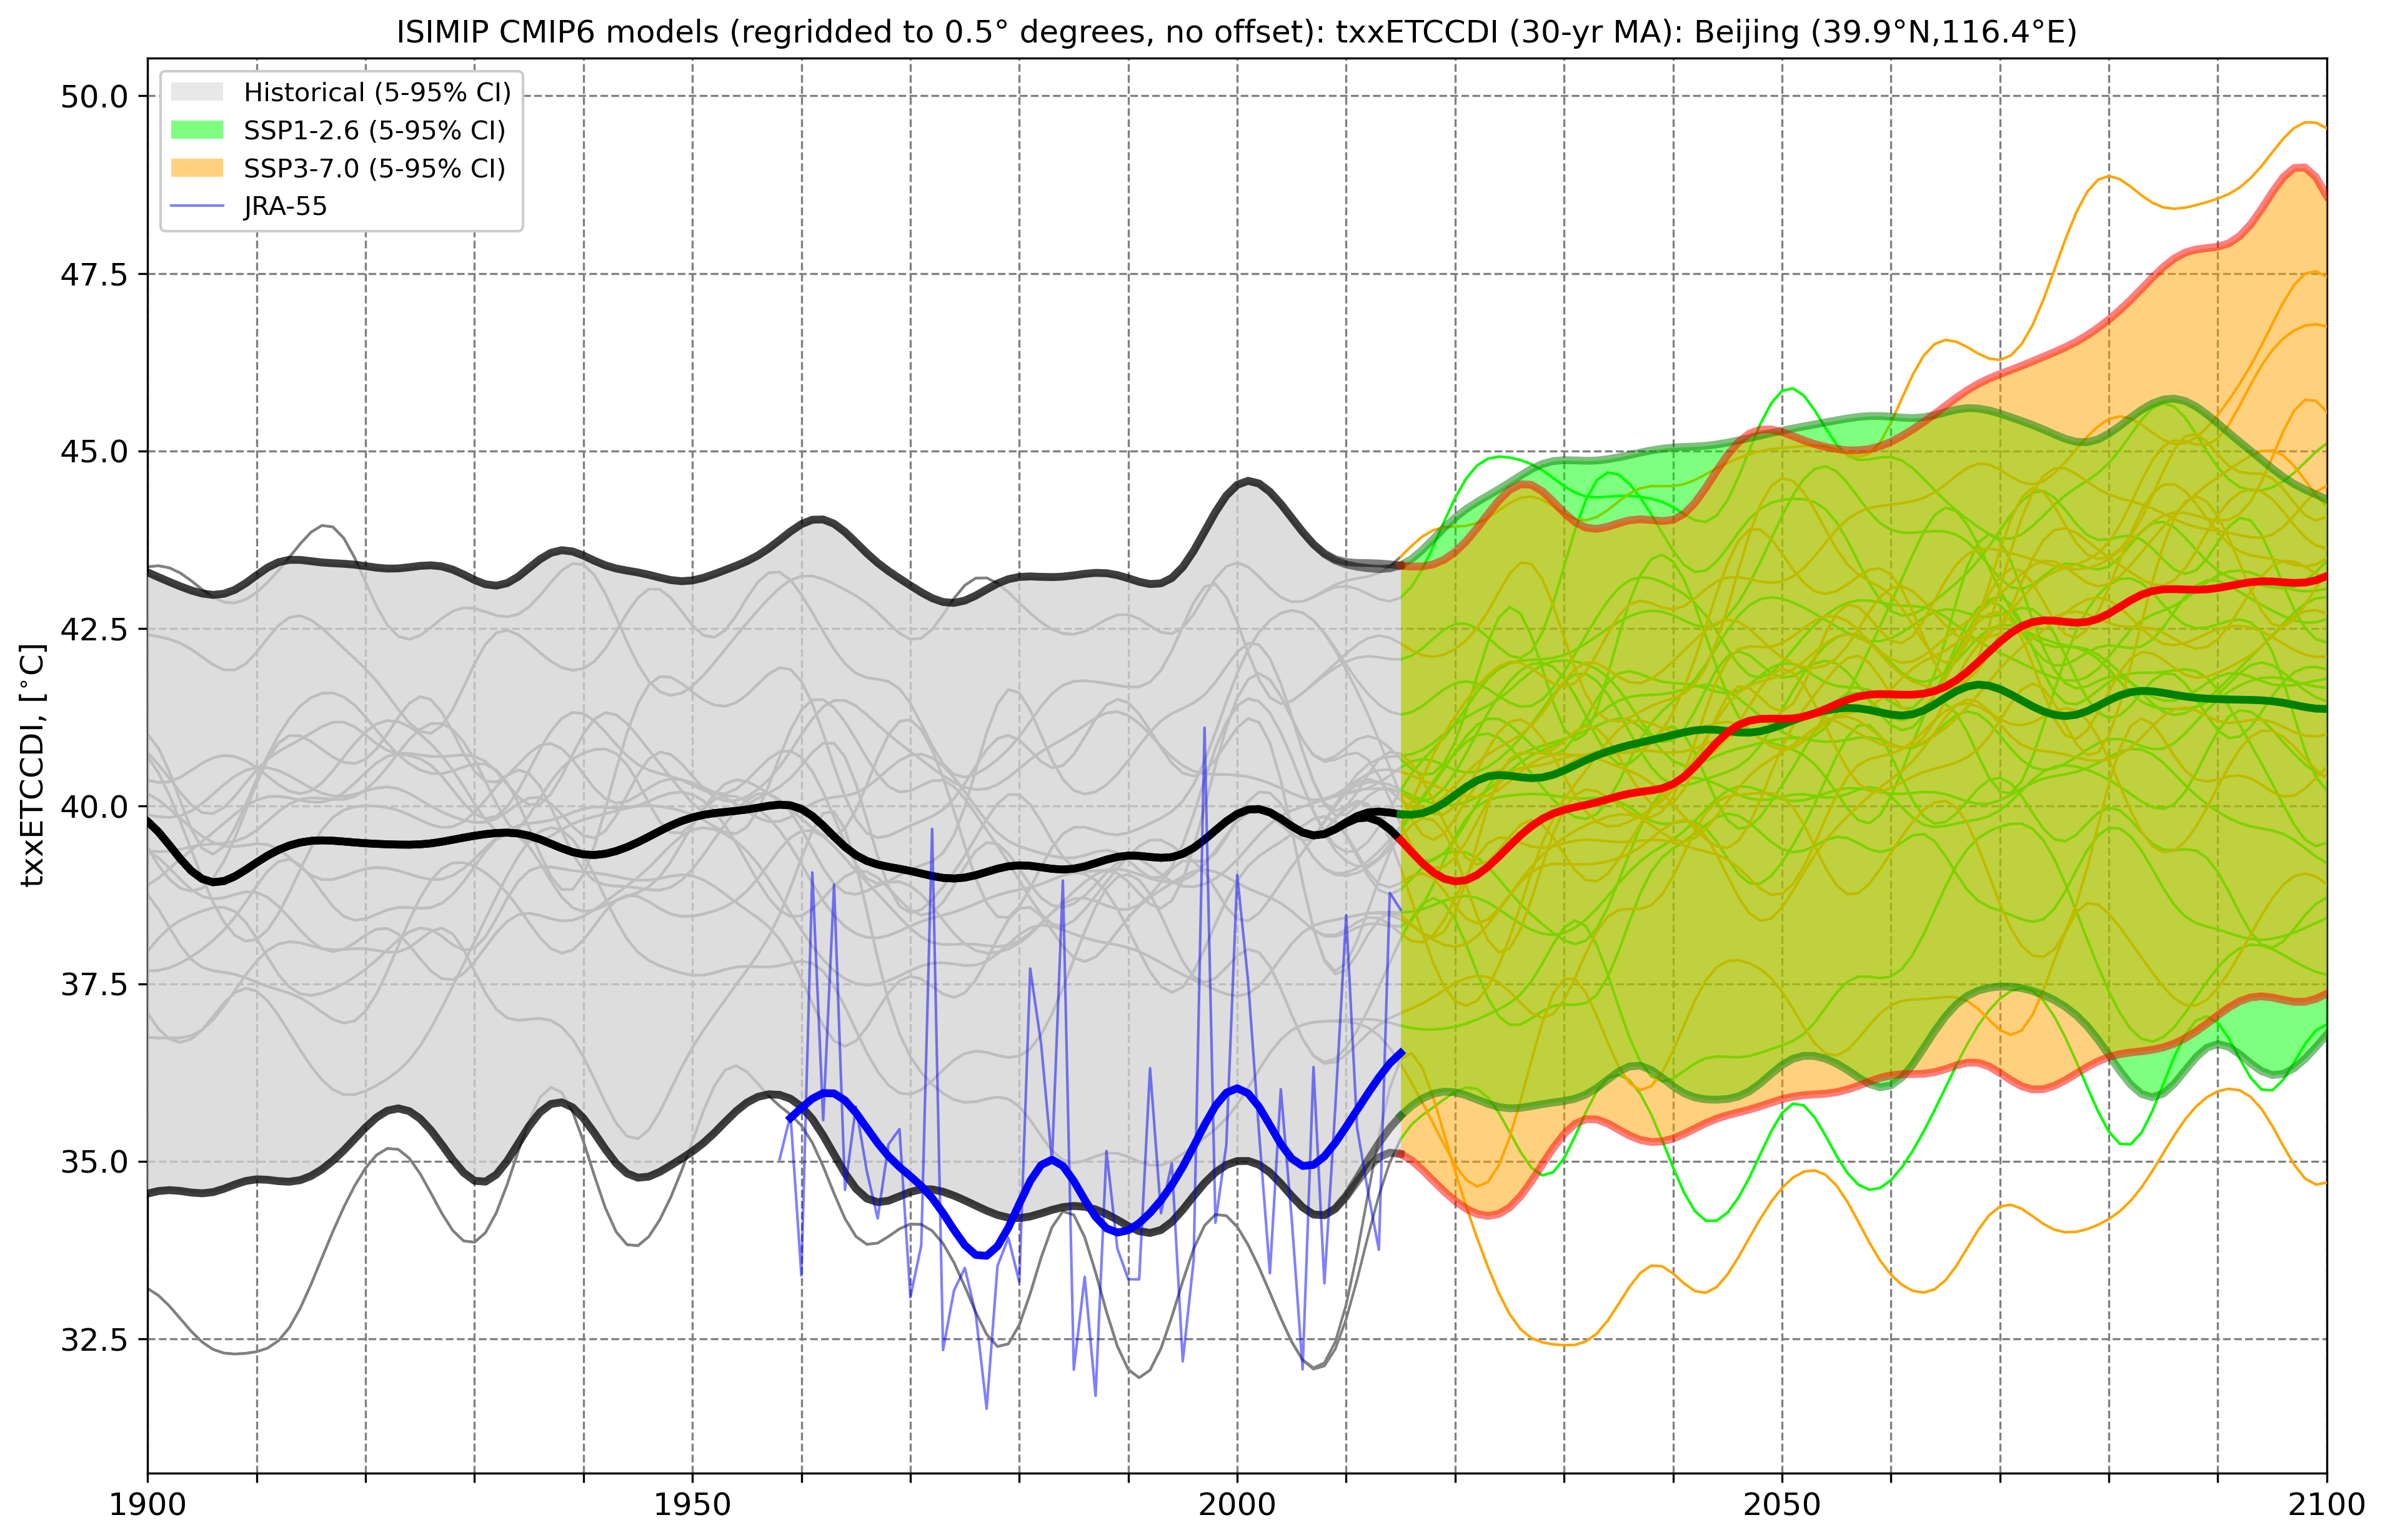 ISIMIP CMIP6 models (regridded to 0.5° degrees, no offset): txxETCCDI (30-yr MA): Beijing (39.9°N,116.4°E)
Historical (5-95% CI)
SSP1-2.6 (5-95% CI)
SSP3-7.0 (5-95% CI)
JRA-55
txxETCCDI, [°C]
50.0
47.5
45.0
42.5
40.0
37.5
35.0
32.5
1900 1950 2000 2050 2100